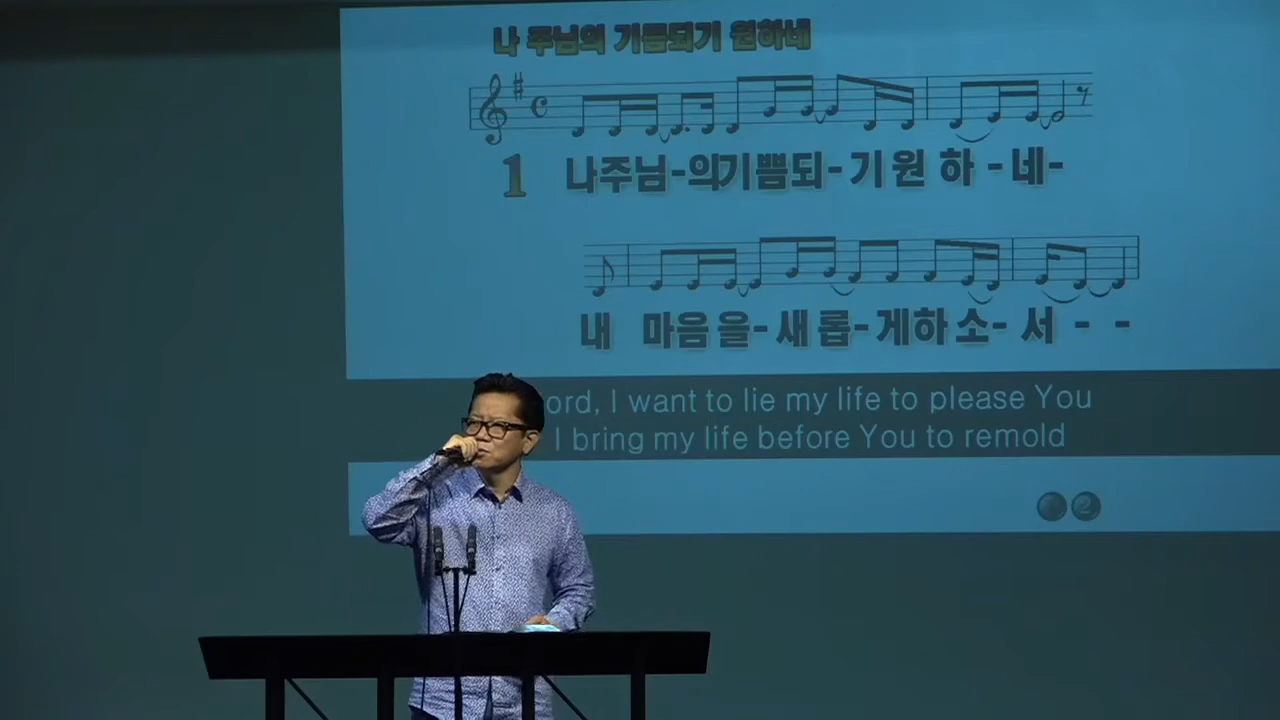 나 주님의 기쁨되기 원하네
1 나주님-의기쁨되-기원 하 -네-
내 마음을-새롭-게하소-서 - -
ord, I want to lie my life to please You
I bring my life before You to remold
2